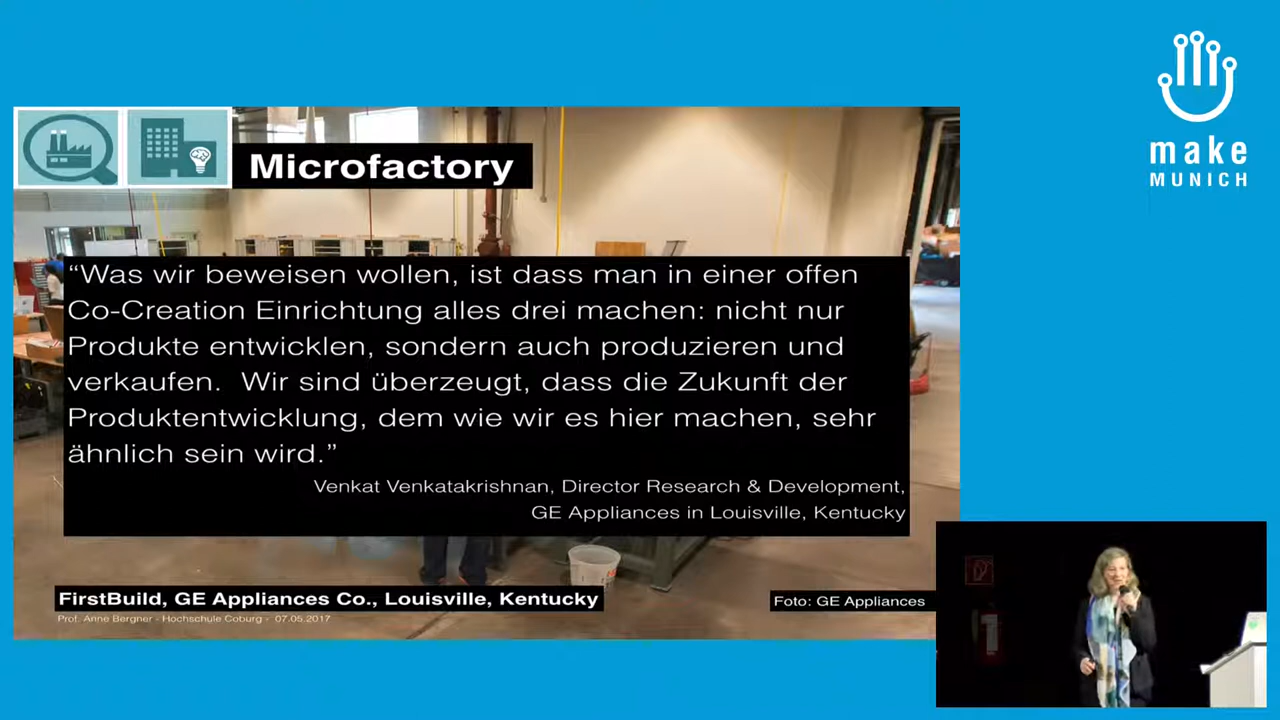 make
MUNICH
Microfactory
“Was wir beweisen wollen, ist dass man in einer offen
Co-Creation Einrichtung alles drei machen: nicht nur
Produkte entwicklen, sondern auch produzieren und
verkaufen. Wir sind überzeugt, dass die Zukunft der
Produktentwicklung, dem wie wir es hier machen, sehr
ähnlich sein wird.”
Venkat Venkatakrishnan, Director Research & Development,
GE Appliances in Louisville, Kentucky
FirstBuild, GE Appliances Co., Louisville, Kentucky
Foto: GE Appliances
Prof. Anne Bergner - Hochschule Coburg - 07.05.2017